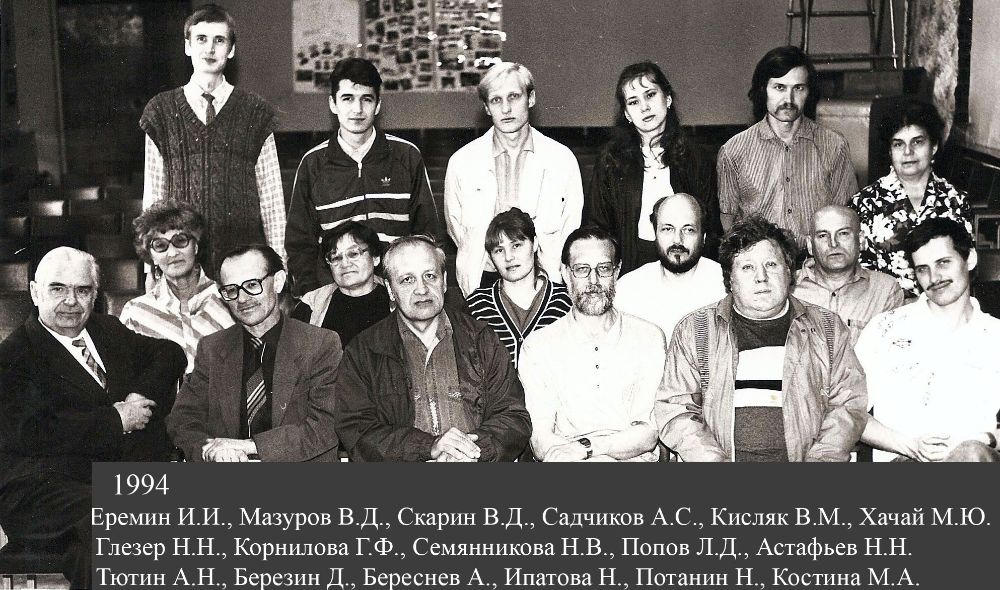 1994
Еремин И.И., Мазуров В.Д., Скарин В.Д., Садчиков А.С., Кисляк В.М., Хачай М.Ю.
Глезер Н.Н., Корнилова Г.Ф., Семянникова Н.В., Попов Л.Д., Астафьев Н.Н.
Тютин А.Н., Березин Д., Береснев А., Ипатова Н., Потанин Н., Костина М.А.